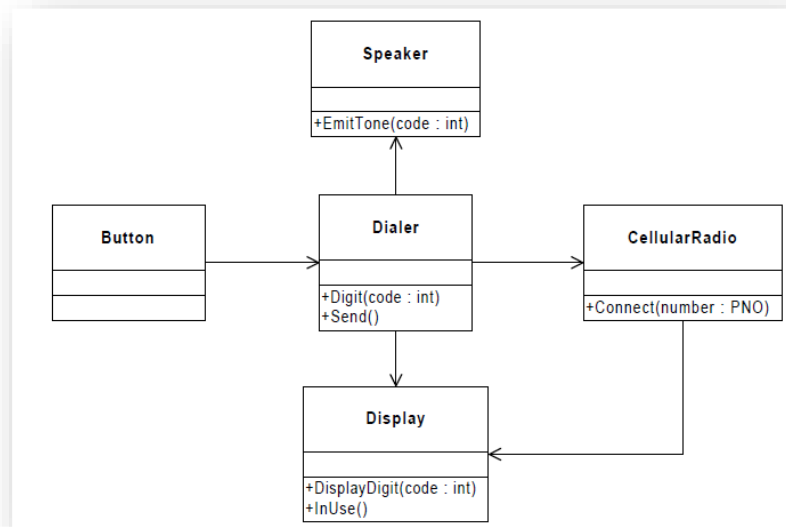 Speaker
+EmitTone(code : int)
Button
Dialer
CellularRadio
+Digit(code : int)
+Send()
+Connect(number : PNO)
Display
+DisplayDigit(code : int)
+InUse()